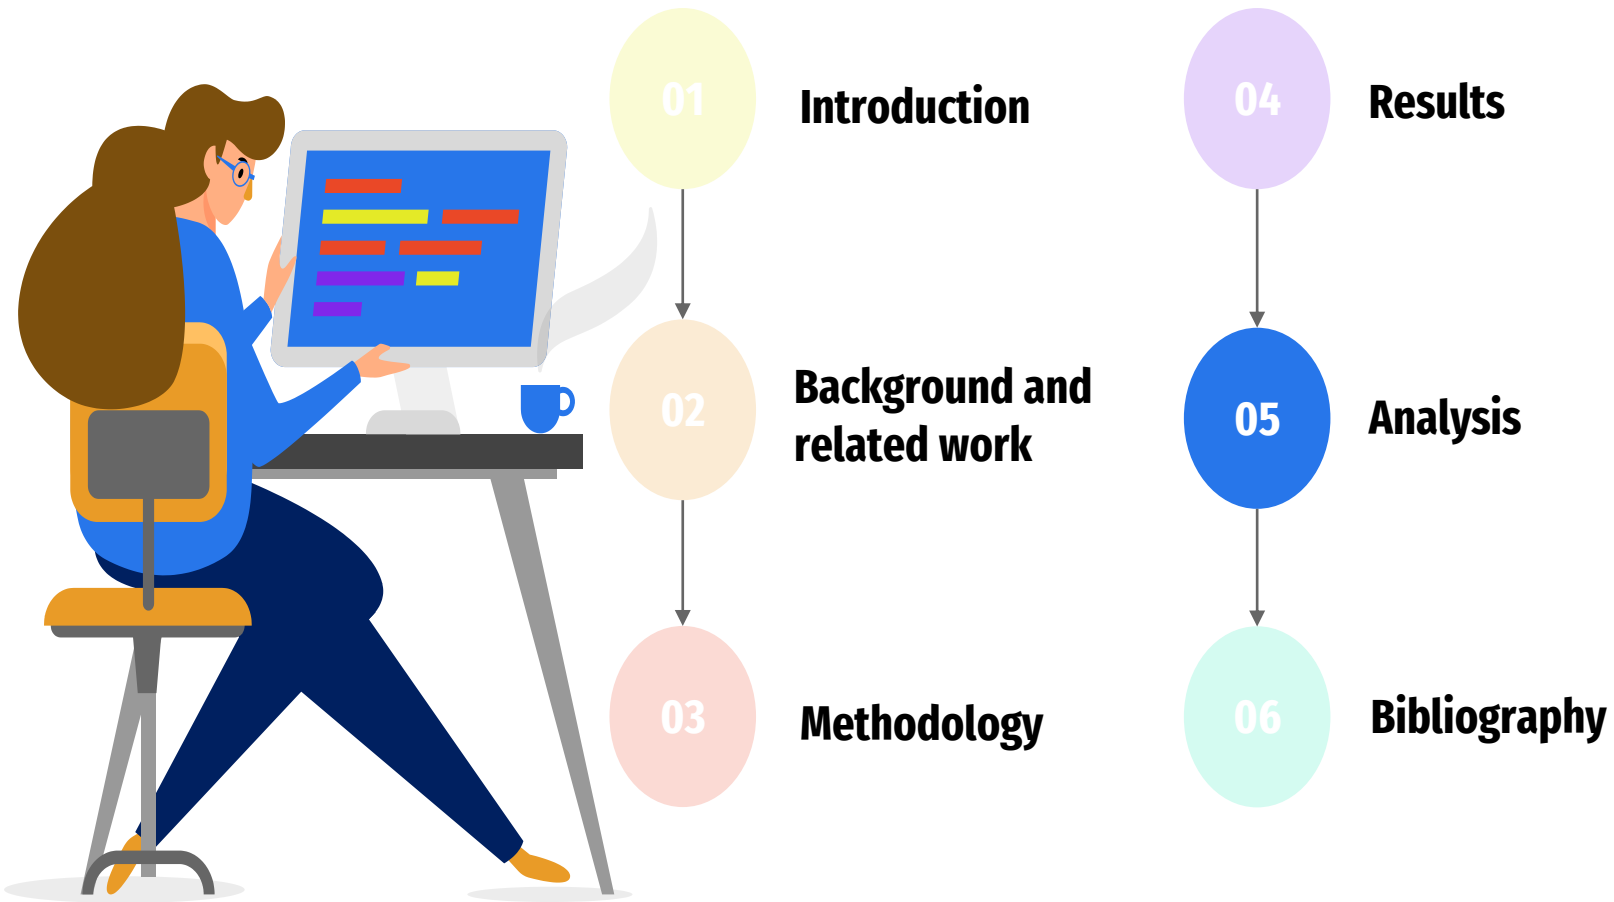 01
Introduction
02
Background and
related work
03
Methodology
04
Results
05
Analysis
06
Bibliography